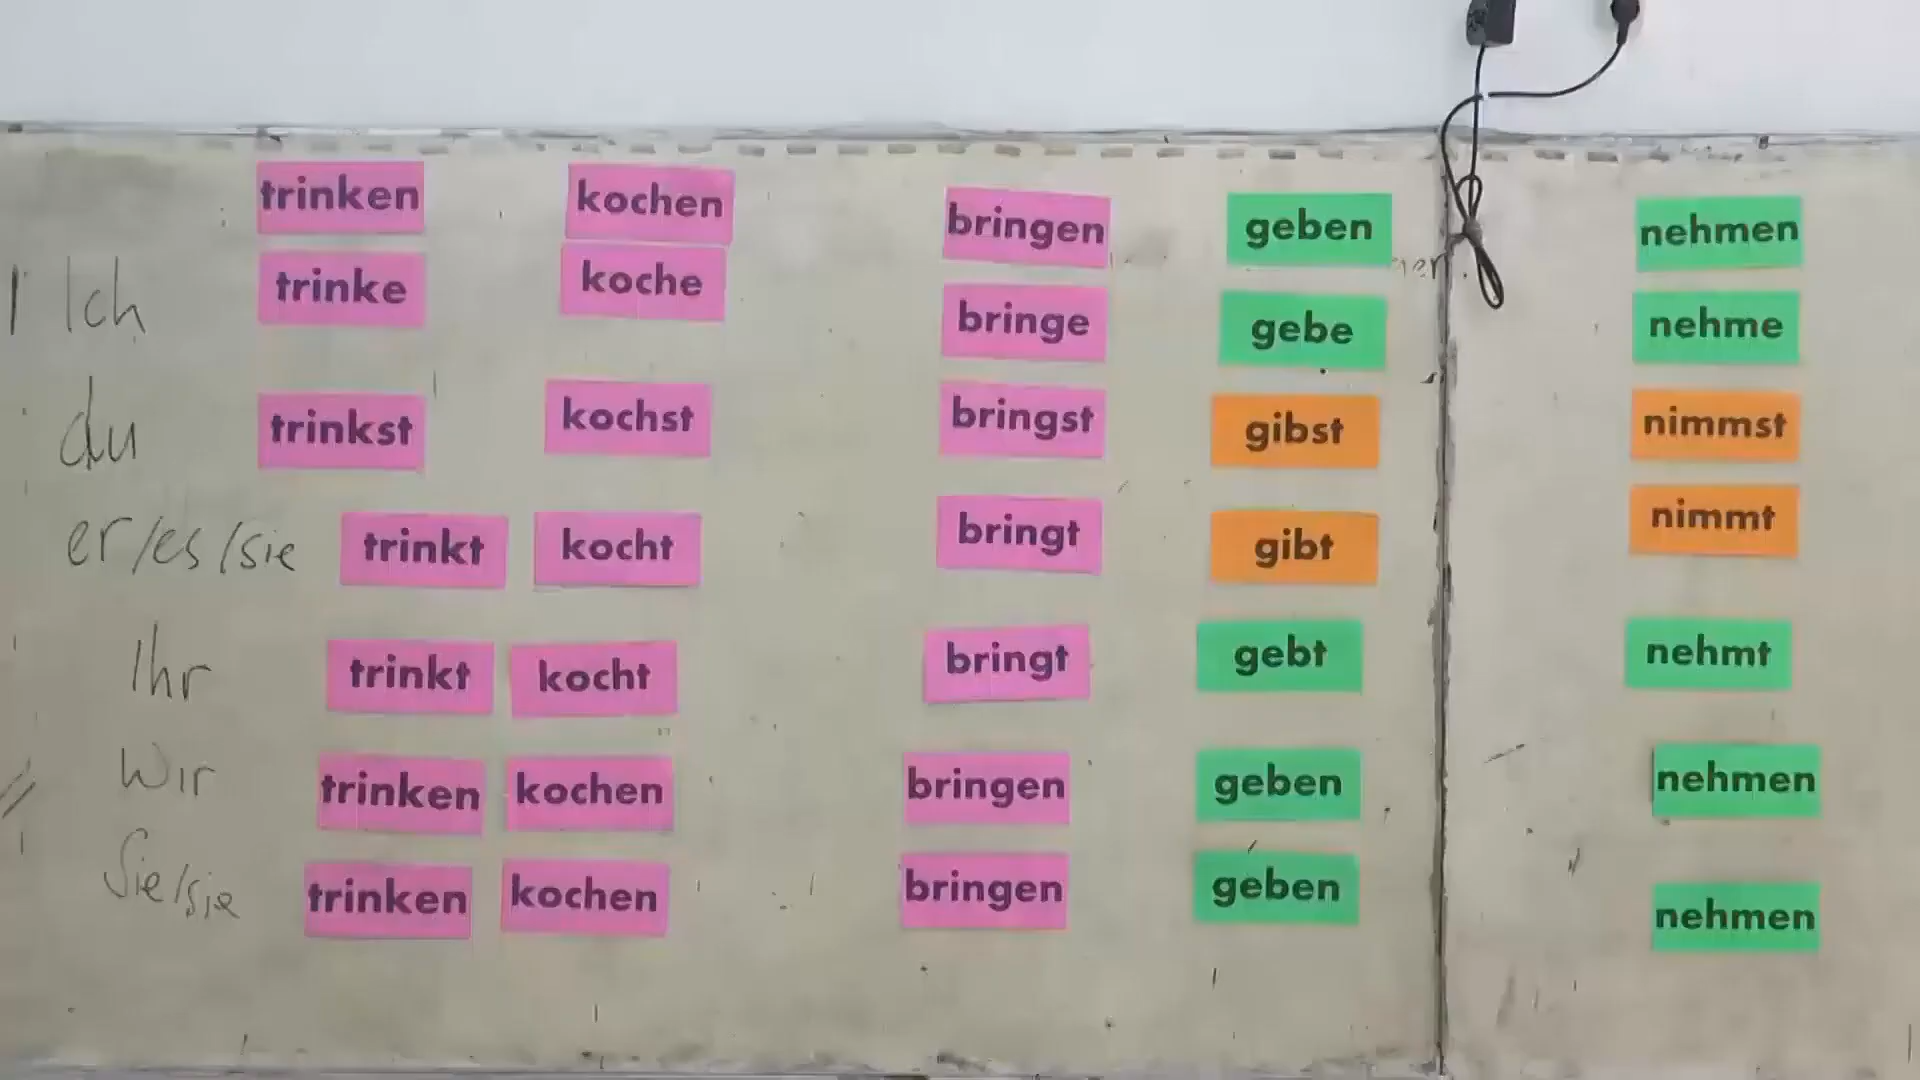 trinken kochen bringen geben nehmen
Ich trinke koche bringe gebe nehme
du trinkst kochst bringst gibst nimmst
er/es/sie trinkt kocht bringt gibt nimmt
Ihr trinkt kocht bringt gebt nehmt
Wir trinken kochen bringen geben nehmen
Sie/sie trinken kochen bringen geben nehmen